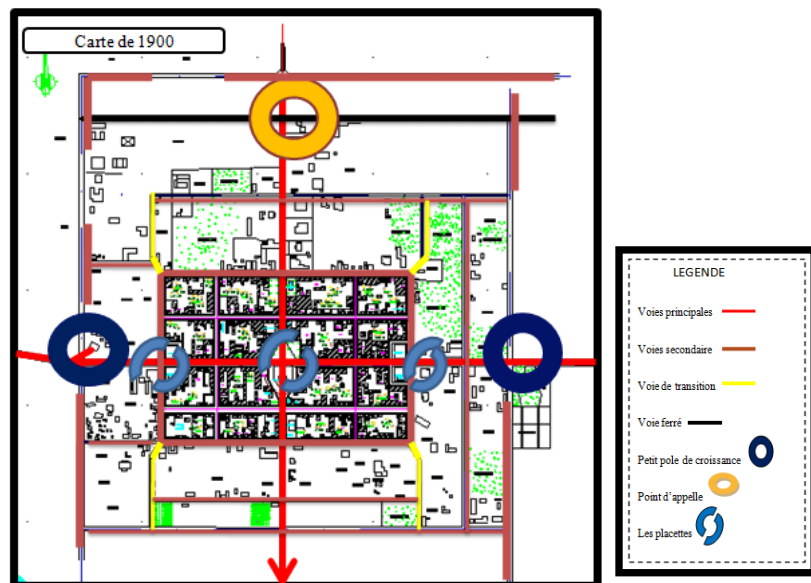 Carte de 1900
LEGENDE
Voies principales
Voies secondaire
Voie de transition
Voie ferré
Petit pole de croissance
Point d'appelle
Les placettes